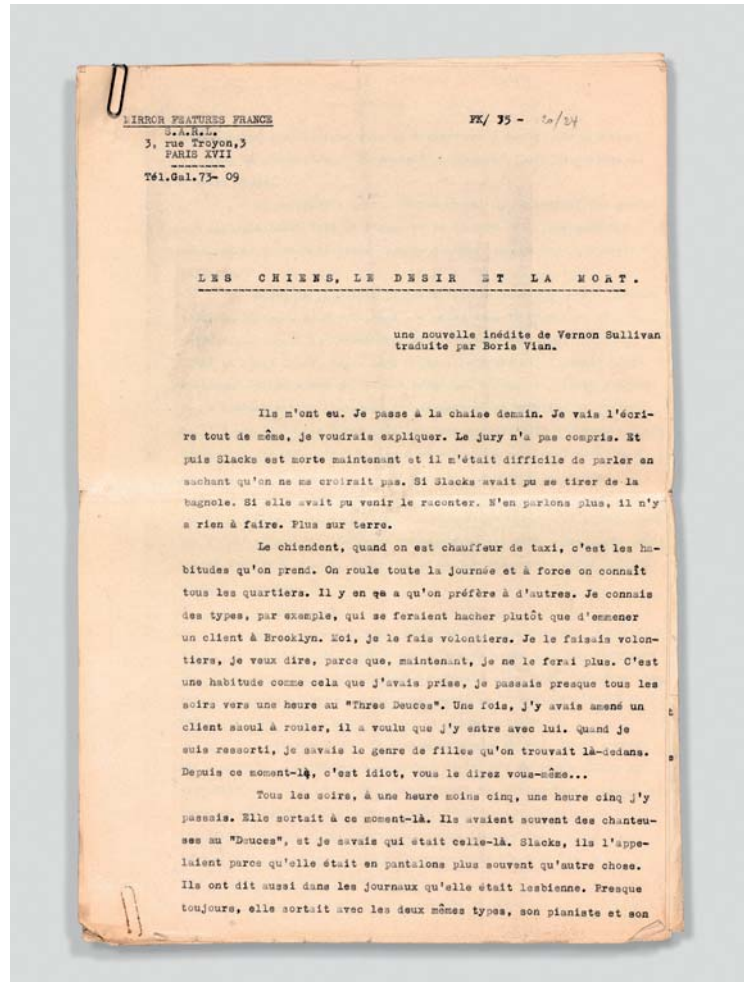 MIRROR FEATURES FRANCE
S.A.R.L.
3, rue Troyon,3
PARIS XVII
--------
Tél.Gal.73- 09
PK/ 35 - 20/24
LES CHIENS, LE DESIR ET LA MORT.
une nouvelle inédite de Vernon Sullivan
traduite par Boris Vian.
Ils m'ont eu. Je passe à la chaise demain. Je vais l'écri-
re tout de même, je voudrais expliquer. Le jury n'a pas compris. Et
puis Slacks est morte maintenant et il m'était difficile de parler en
sachant qu'on ne me croirait pas. Si Slacks avait pu se tirer de la
bagnole. Si elle avait pu venir le raconter. N'en parlons plus, il n'y
a rien à faire. Plus sur terre.
Le chiendent, quand on est chauffeur de taxi, c'est les ha-
bitudes qu'on prend. On roule toute la journée et à force on connaît
tous les quartiers. Il y en a qu'on préfère à d'autres. Je connais
des types, par exemple, qui se feraient hacher plutôt que d'emmener
un client à Brooklyn. Moi, je le fais volontiers. Je le faisais volon-
tiers, je veux dire, parce que, maintenant, je ne le ferai plus. C'est
une habitude comme cela que j'avais prise, je passais presque tous les
soirs vers une heure au "Three Deuces". Une fois, j'y avais amené un
client saoul à rouler, il a voulu que j'y entre avec lui. Quand je
suis ressorti, je savais le genre de filles qu'on trouvait là-dedans.
Depuis ce moment-là, c'est idiot, vous le direz vous-même...
Tous les soirs, à une heure moins cinq, une heure cinq j'y
passais. Elle sortait à ce moment-là. Ils avaient souvent des chanteu-
ses au "Deuces", et je savais qui était celle-là. Slacks, ils l'appe-
laient parce qu'elle était en pantalons plus souvent qu'autre chose.
Ils ont dit aussi dans les journaux qu'elle était lesbienne. Presque
toujours, elle sortait avec les deux mêmes types, son pianiste et son